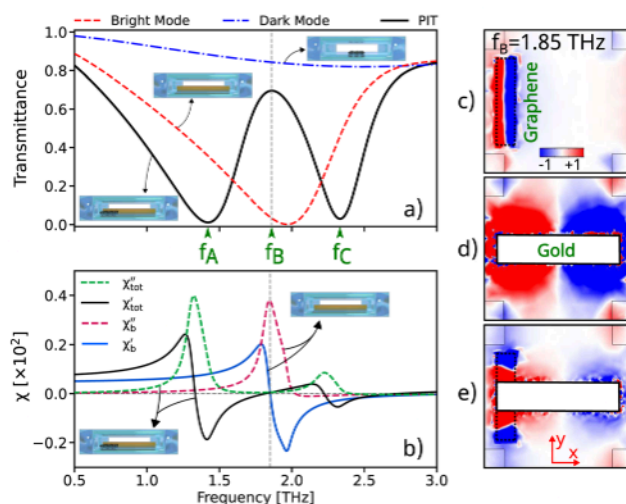 Bright Mode Dark Mode PIT
Transmittance
1.0
0.8
0.6
0.4
0.2
0.0
a)
f_A f_B f_C
χ [×10²]
0.4
0.2
0.0
−0.2
χ″_tot
χ′_tot
χ″_b
χ′_b
b)
0.5 1.0 1.5 2.0 2.5 3.0
Frequency [THz]
f_B=1.85 THz
c)
Graphene
-1 +1
d)
Gold
e)
y
x